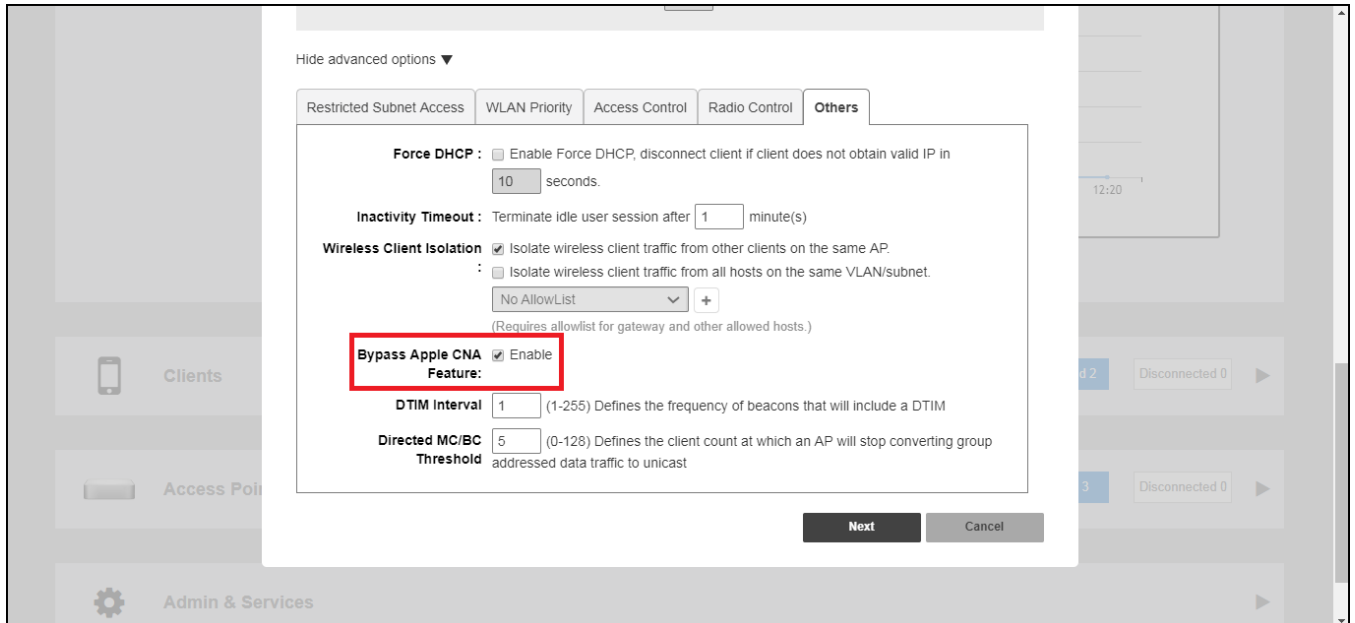 Hide advanced options ▼
Restricted Subnet Access WLAN Priority Access Control Radio Control Others
Force DHCP : Enable Force DHCP, disconnect client if client does not obtain valid IP in
10 seconds.
12:20
Inactivity Timeout : Terminate idle user session after 1 minute(s)
Wireless Client Isolation Isolate wireless client traffic from other clients on the same AP.
: Isolate wireless client traffic from all hosts on the same VLAN/subnet.
No AllowList +
(Requires allowlist for gateway and other allowed hosts.)
Bypass Apple CNA Enable
Feature:
Clients d 2 Disconnected 0
DTIM Interval 1 (1-255) Defines the frequency of beacons that will include a DTIM
Directed MC/BC 5 (0-128) Defines the client count at which an AP will stop converting group
Threshold addressed data traffic to unicast
Access Poi 3 Disconnected 0
Next Cancel
Admin & Services